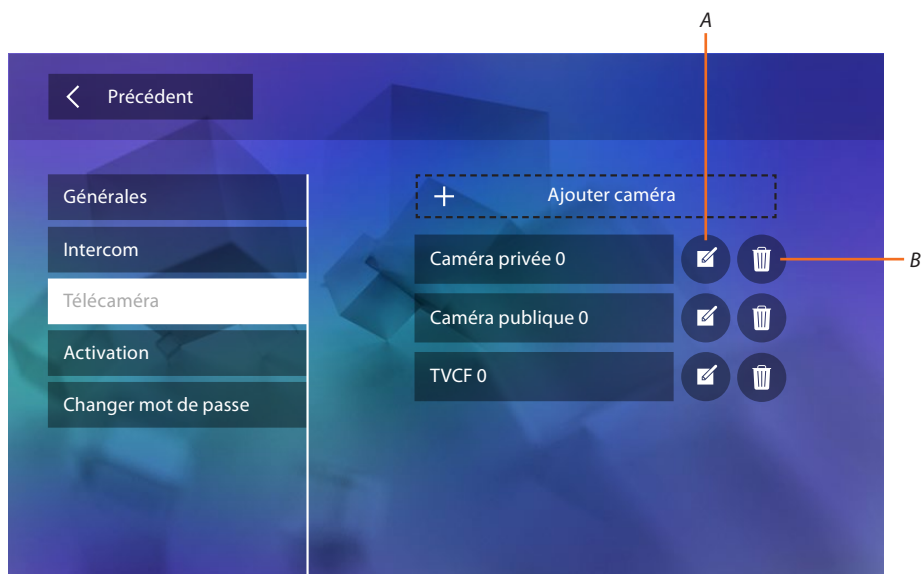 A
Précédent
Générales
Intercom
Télécaméra
Activation
Changer mot de passe
Ajouter caméra
Caméra privée 0
B
Caméra publique 0
TVCF 0